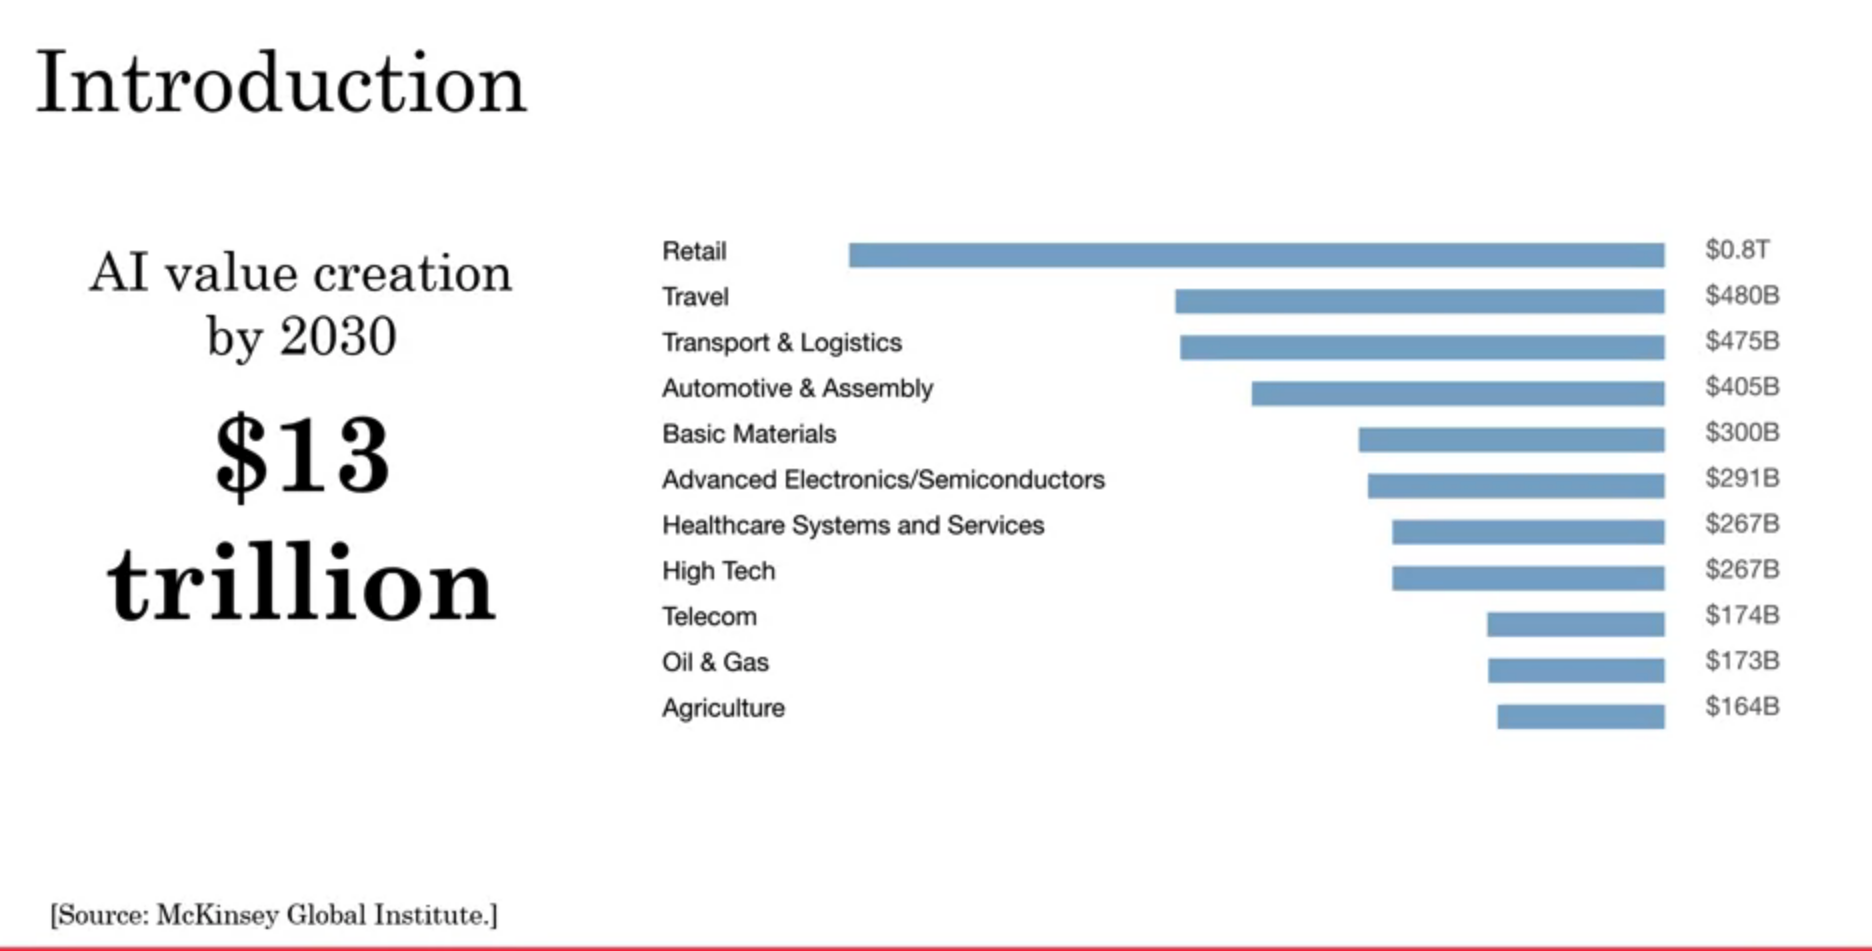 Introduction
AI value creation
by 2030
$13
trillion
Retail $0.8T
Travel $480B
Transport & Logistics $475B
Automotive & Assembly $405B
Basic Materials $300B
Advanced Electronics/Semiconductors $291B
Healthcare Systems and Services $267B
High Tech $267B
Telecom $174B
Oil & Gas $173B
Agriculture $164B
[Source: McKinsey Global Institute.]